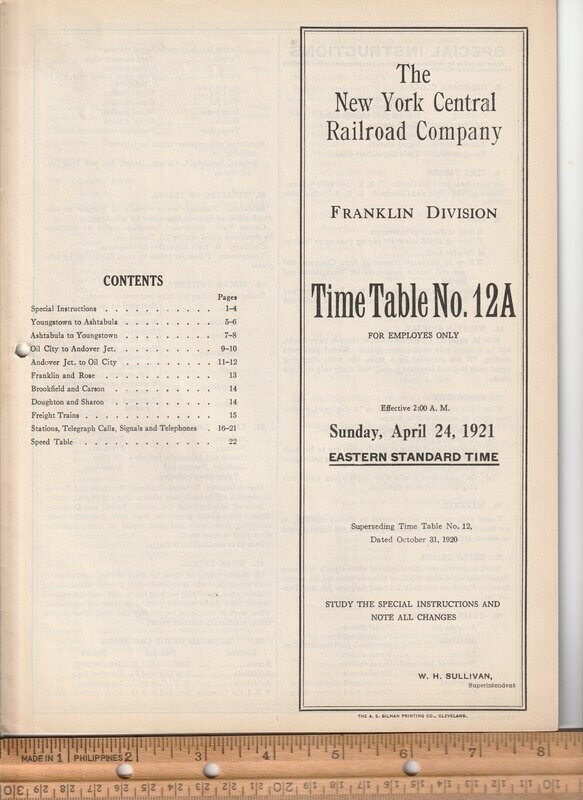 CONTENTS
Pages
Special Instructions . . . . . . . . . . . 1–4
Youngstown to Ashtabula . . . . . . . . . 5–6
Ashtabula to Youngstown . . . . . . . . . 7–8
Oil City to Andover Jct. . . . . . . . . . 9–10
Andover Jct. to Oil City . . . . . . . . . 11–12
Franklin and Rose . . . . . . . . . . . 13
Brookfield and Carson . . . . . . . . . . 14
Doughton and Sharon . . . . . . . . . . 14
Freight Trains . . . . . . . . . . . . 15
Stations, Telegraph Calls, Signals and Telephones . 16–21
Speed Table . . . . . . . . . . . . . 22
The
New York Central
Railroad Company
FRANKLIN DIVISION
Time Table No. 12A
FOR EMPLOYES ONLY
Effective 2:00 A. M.
Sunday, April 24, 1921
EASTERN STANDARD TIME
Superseding Time Table No. 12,
Dated October 31, 1920
STUDY THE SPECIAL INSTRUCTIONS AND
NOTE ALL CHANGES
W. H. SULLIVAN,
Superintendent
THE A. S. GILMAN PRINTING CO., CLEVELAND.
MADE IN 1 PHILIPPINES 2 3 4 5 6 7 8